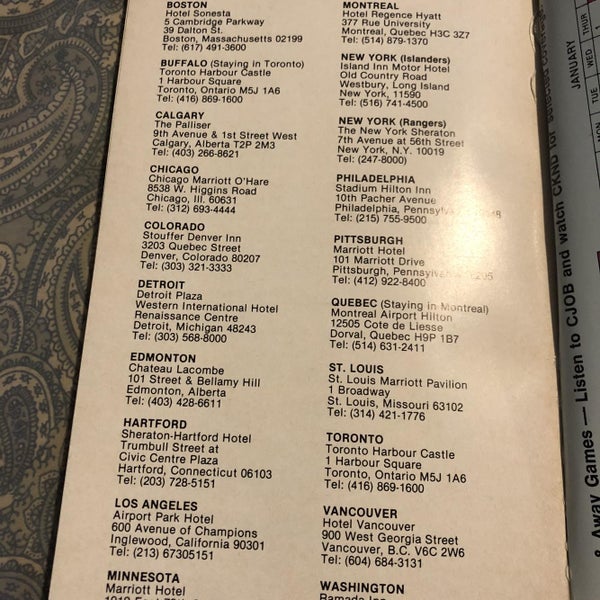 BOSTON
Hotel Sonesta
5 Cambridge Parkway
39 Dalton St.
Boston, Massachusetts 02199
Tel: (617) 491-3600
BUFFALO (Staying in Toronto)
Toronto Harbour Castle
1 Harbour Square
Toronto, Ontario M5J 1A6
Tel: (416) 869-1600
CALGARY
The Palliser
9th Avenue & 1st Street West
Calgary, Alberta T2P 2M3
Tel: (403) 266-8621
CHICAGO
Chicago Marriott O'Hare
8538 W. Higgins Road
Chicago, Ill. 60631
Tel: (312) 693-4444
COLORADO
Stouffer Denver Inn
3203 Quebec Street
Denver, Colorado 80207
Tel: (303) 321-3333
DETROIT
Detroit Plaza
Western International Hotel
Renaissance Centre
Detroit, Michigan 48243
Tel: (303) 568-8000
EDMONTON
Chateau Lacombe
101 Street & Bellamy Hill
Edmonton, Alberta
Tel: (403) 428-6611
HARTFORD
Sheraton-Hartford Hotel
Trumbull Street at
Civic Centre Plaza
Hartford, Connecticut 06103
Tel: (203) 728-5151
LOS ANGELES
Airport Park Hotel
600 Avenue of Champions
Inglewood, California 90301
Tel: (213) 67305151
MINNESOTA
Marriott Hotel
MONTREAL
Hotel Regence Hyatt
377 Rue University
Montreal, Quebec H3C 3Z7
Tel: (514) 879-1370
NEW YORK (Islanders)
Island Inn Motor Hotel
Old Country Road
Westbury, Long Island
New York, 11590
Tel: (516) 741-4500
NEW YORK (Rangers)
The New York Sheraton
7th Avenue at 56th Street
New York, N.Y. 10019
Tel: (247-8000)
PHILADELPHIA
Stadium Hilton Inn
10th Pacher Avenue
Philadelphia, Pennsylvania
Tel: (215) 755-9500
PITTSBURGH
Marriott Hotel
101 Marriott Drive
Pittsburgh, Pennsylvania
Tel: (412) 922-8400
QUEBEC (Staying in Montreal)
Montreal Airport Hilton
12505 Cote de Liesse
Dorval, Quebec H9P 1B7
Tel: (514) 631-2411
ST. LOUIS
St. Louis Marriott Pavilion
1 Broadway
St. Louis, Missouri 63102
Tel: (314) 421-1776
TORONTO
Toronto Harbour Castle
1 Harbour Square
Toronto, Ontario M5J 1A6
Tel: (416) 869-1600
VANCOUVER
Hotel Vancouver
900 West Georgia Street
Vancouver, B.C. V6C 2W6
Tel: (604) 684-3131
WASHINGTON
Ramada Inn
JANUARY
MON
TUE
WED
THUR
& Away Games — Listen to CJOB and watch CKND for